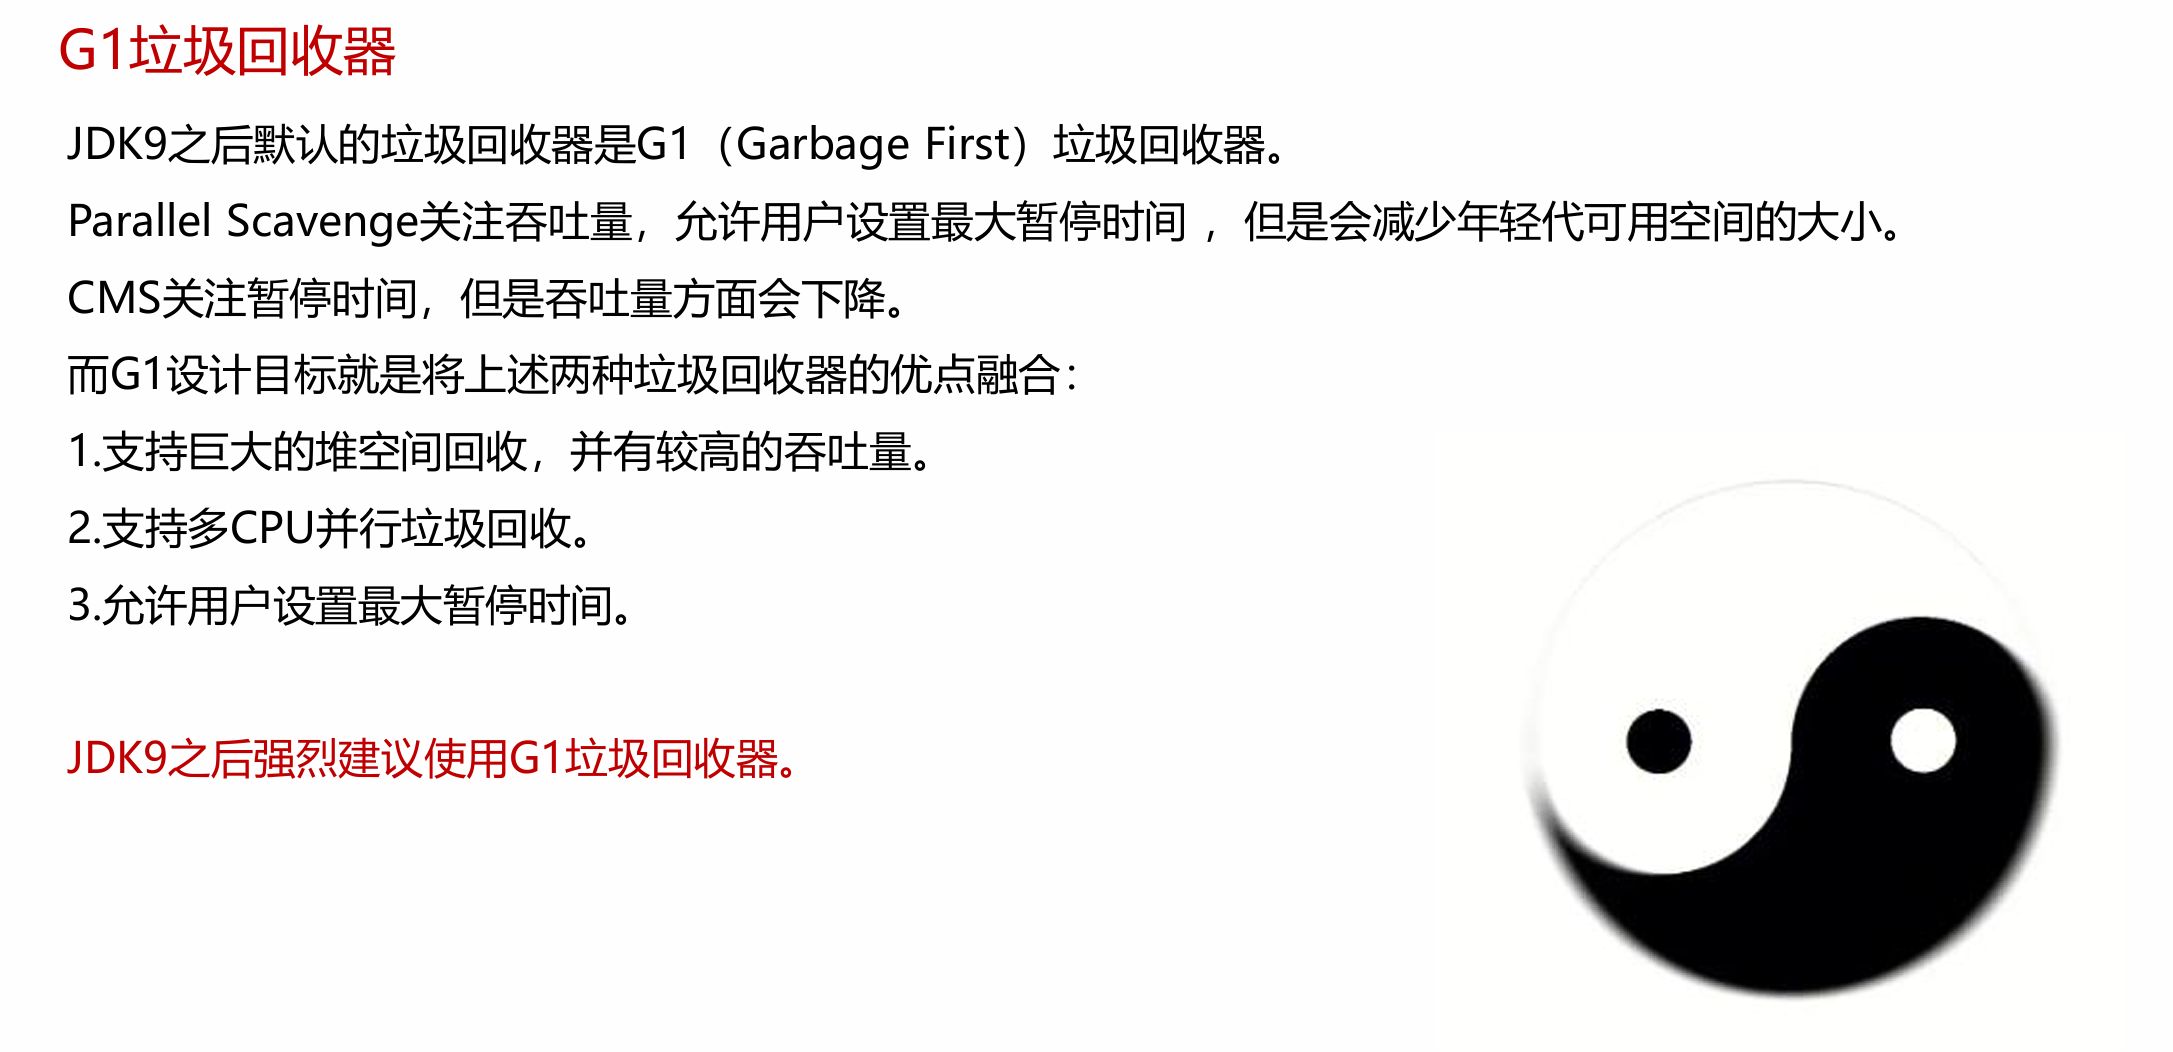 G1垃圾回收器
JDK9之后默认的垃圾回收器是G1（Garbage First）垃圾回收器。
Parallel Scavenge关注吞吐量，允许用户设置最大暂停时间 ，但是会减少年轻代可用空间的大小。
CMS关注暂停时间，但是吞吐量方面会下降。
而G1设计目标就是将上述两种垃圾回收器的优点融合：
1.支持巨大的堆空间回收，并有较高的吞吐量。
2.支持多CPU并行垃圾回收。
3.允许用户设置最大暂停时间。
JDK9之后强烈建议使用G1垃圾回收器。